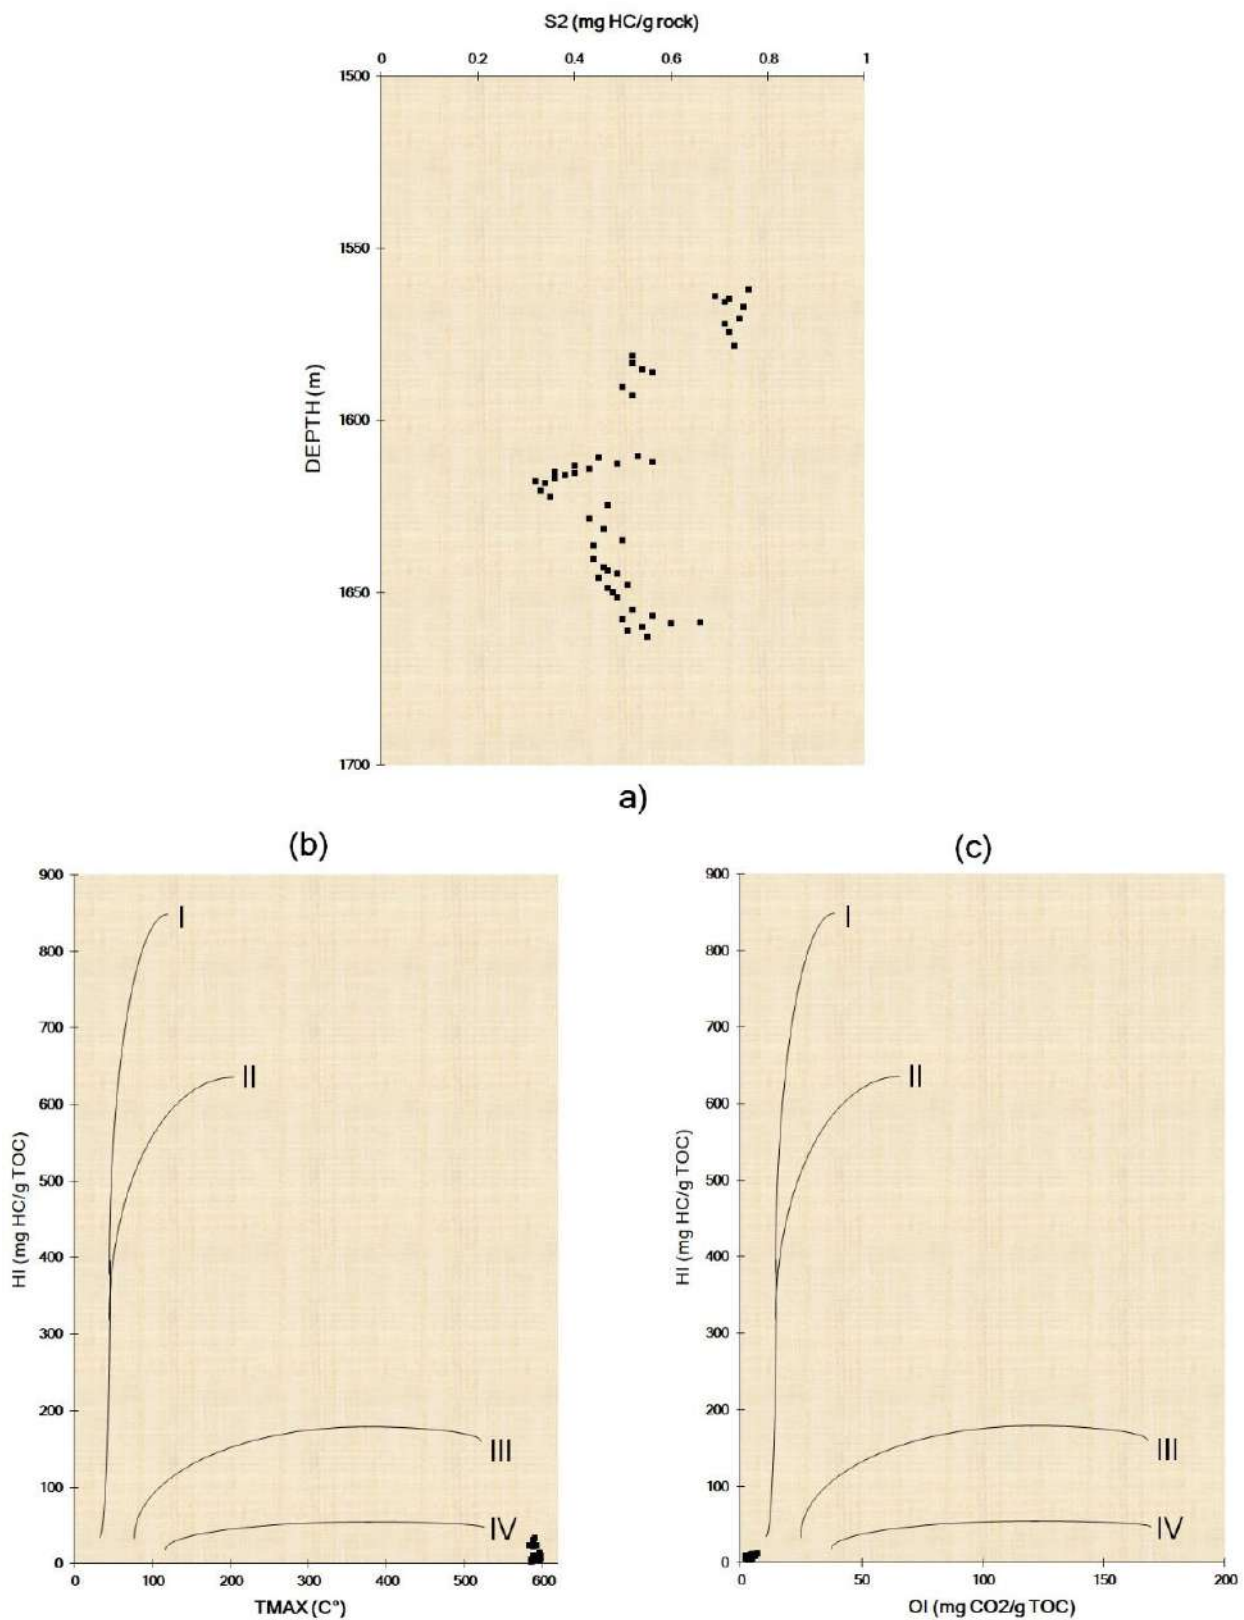 S2 (mg HC/g rock)
0 0.2 0.4 0.6 0.8 1
1500
1550
1600
1650
1700
DEPTH (m)
a)
(b)
900
800
700
600
500
400
300
200
100
0
HI (mg HC/g TOC)
I
II
III
IV
0 100 200 300 400 500 600
TMAX (C°)
(c)
900
800
700
600
500
400
300
200
100
0
HI (mg HC/g TOC)
I
II
III
IV
0 50 100 150 200
OI (mg CO2/g TOC)